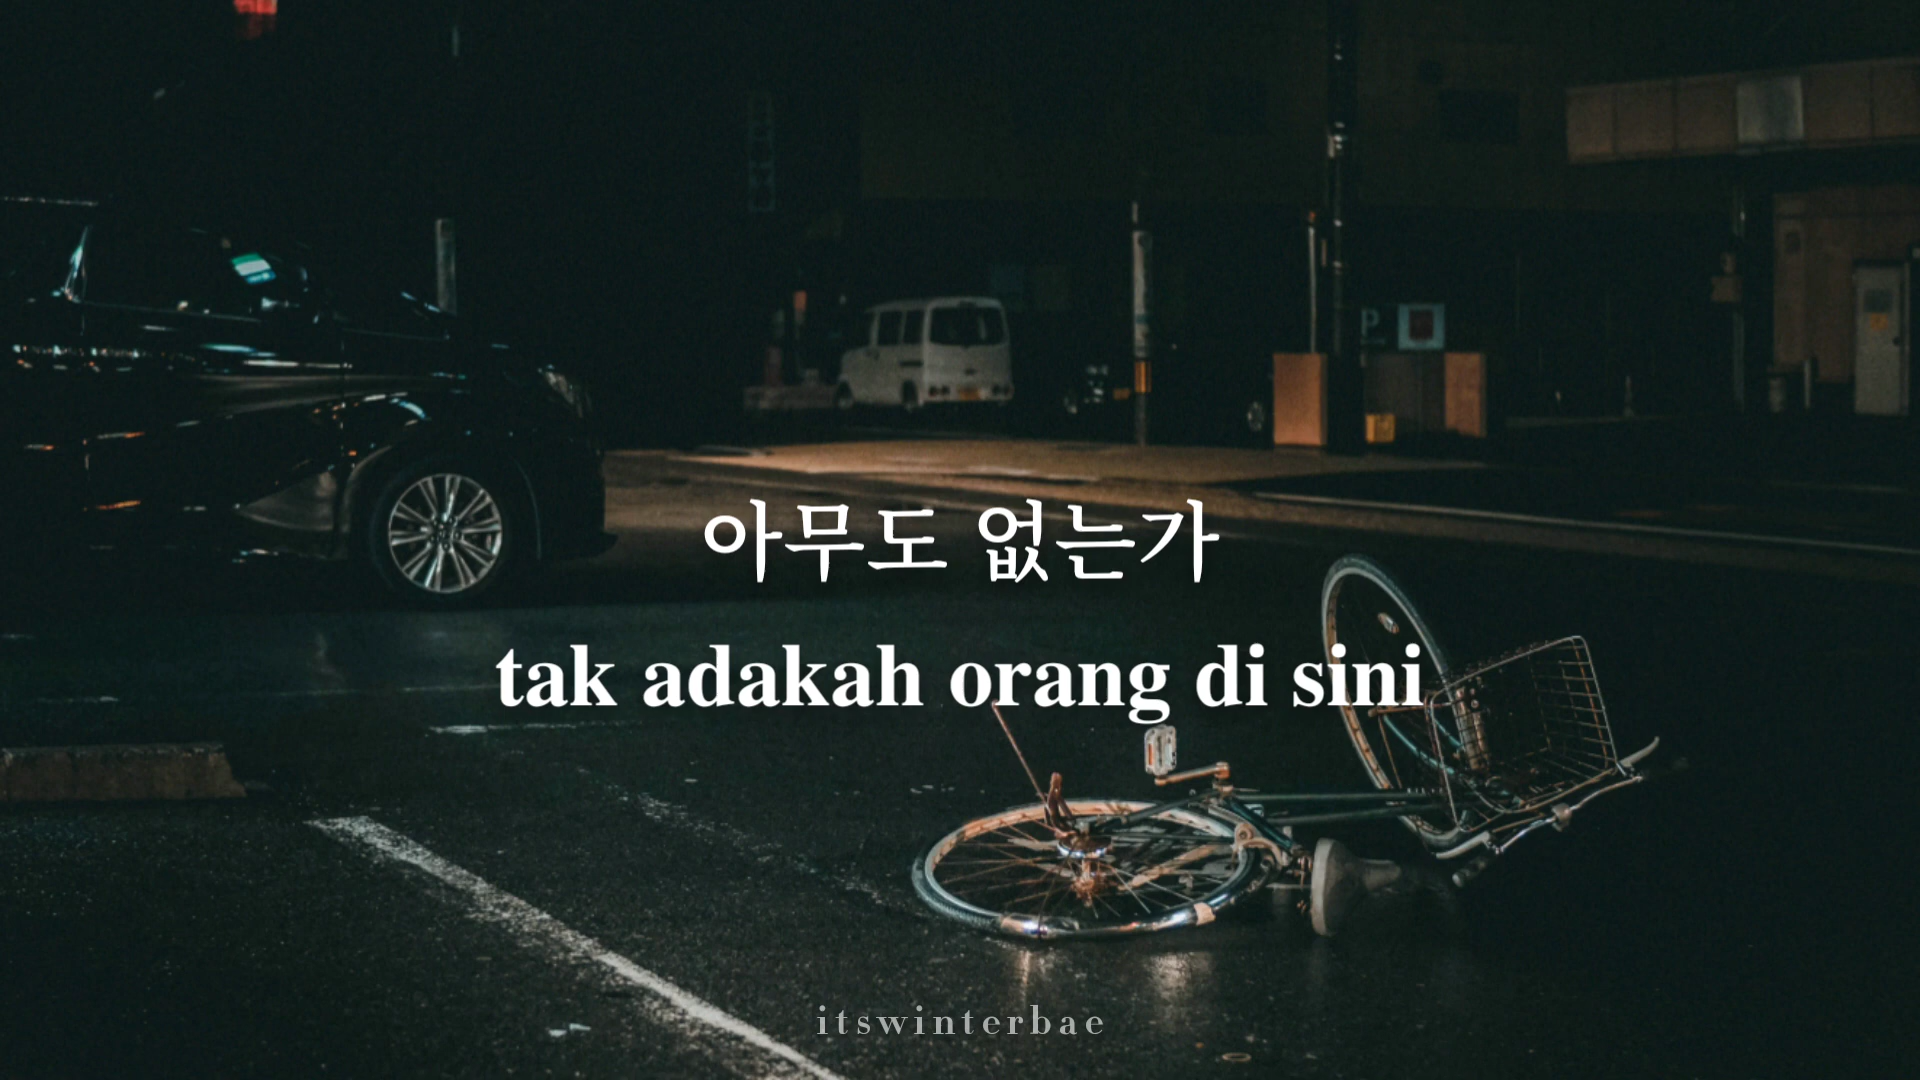 P
아무도 없는가
tak adakah orang di sini
itswinterbae